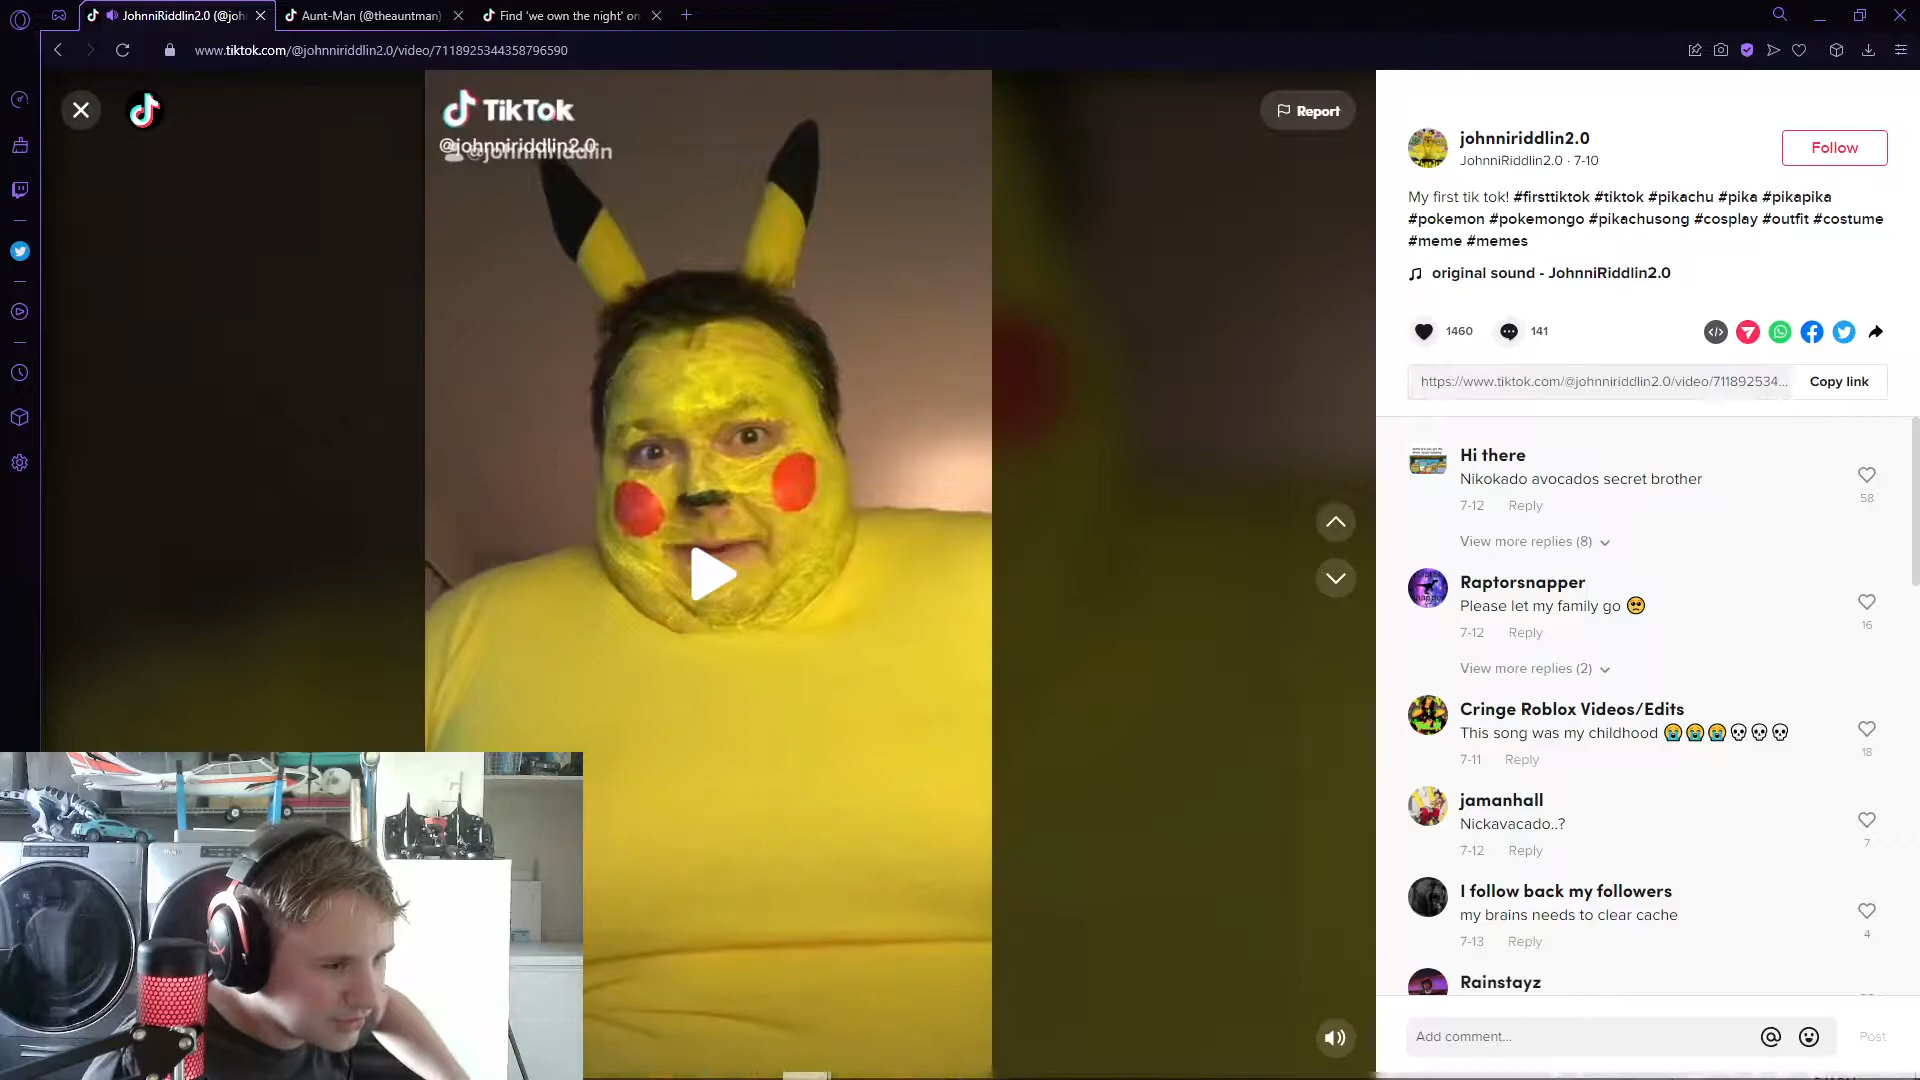 JohnniRiddlin2.0 (@joh
Aunt-Man (@theauntman)
Find 'we own the night' on
www.tiktok.com/@johnniriddlin2.0/video/7118925344358796590
TikTok
@johnniriddlin2.0
@johnniriddlin
Report
johnniriddlin2.0
JohnniRiddlin2.0 · 7-10
Follow
My first tik tok! #firsttiktok #tiktok #pikachu #pika #pikapika
#pokemon #pokemongo #pikachusong #cosplay #outfit #costume
#meme #memes
original sound - JohnniRiddlin2.0
1460
141
https://www.tiktok.com/@johnniriddlin2.0/video/711892534...
Copy link
Hi there
Nikokado avocados secret brother
58
7-12 Reply
View more replies (8)
Raptorsnapper
Please let my family go 🥺
16
7-12 Reply
View more replies (2)
Cringe Roblox Videos/Edits
This song was my childhood 😭😭😭💀💀💀
18
7-11 Reply
jamanhall
Nickavacado..?
7
7-12 Reply
I follow back my followers
my brains needs to clear cache
4
7-13 Reply
Rainstayz
Add comment...
Post